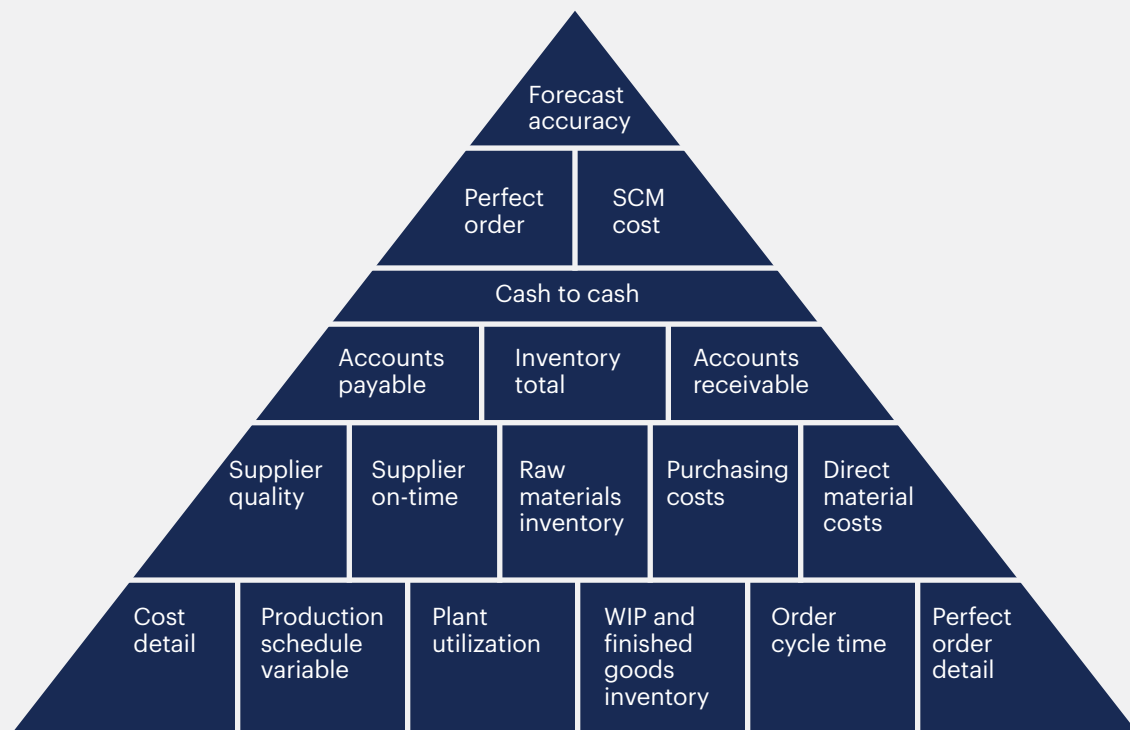 Forecast
accuracy
Perfect
order
SCM
cost
Cash to cash
Accounts
payable
Inventory
total
Accounts
receivable
Supplier
quality
Supplier
on-time
Raw
materials
inventory
Purchasing
costs
Direct
material
costs
Cost
detail
Production
schedule
variable
Plant
utilization
WIP and
finished
goods
inventory
Order
cycle time
Perfect
order
detail